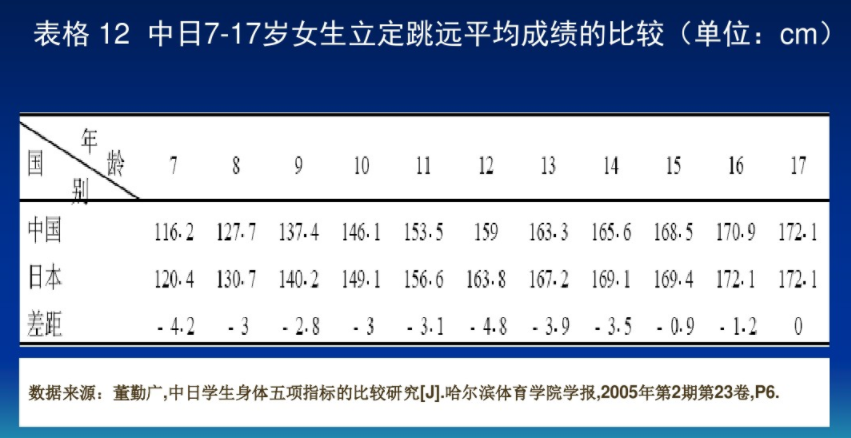 表格 12 中日7-17岁女生立定跳远平均成绩的比较（单位：cm）
年龄 国别 7 8 9 10 11 12 13 14 15 16 17
中国 116.2 127.7 137.4 146.1 153.5 159 163.3 165.6 168.5 170.9 172.1
日本 120.4 130.7 140.2 149.1 156.6 163.8 167.2 169.1 169.4 172.1 172.1
差距 - 4.2 - 3 - 2.8 - 3 - 3.1 - 4.8 - 3.9 - 3.5 - 0.9 - 1.2 0
数据来源：董勤广,中日学生身体五项指标的比较研究[J].哈尔滨体育学院学报,2005年第2期第23卷,P6.